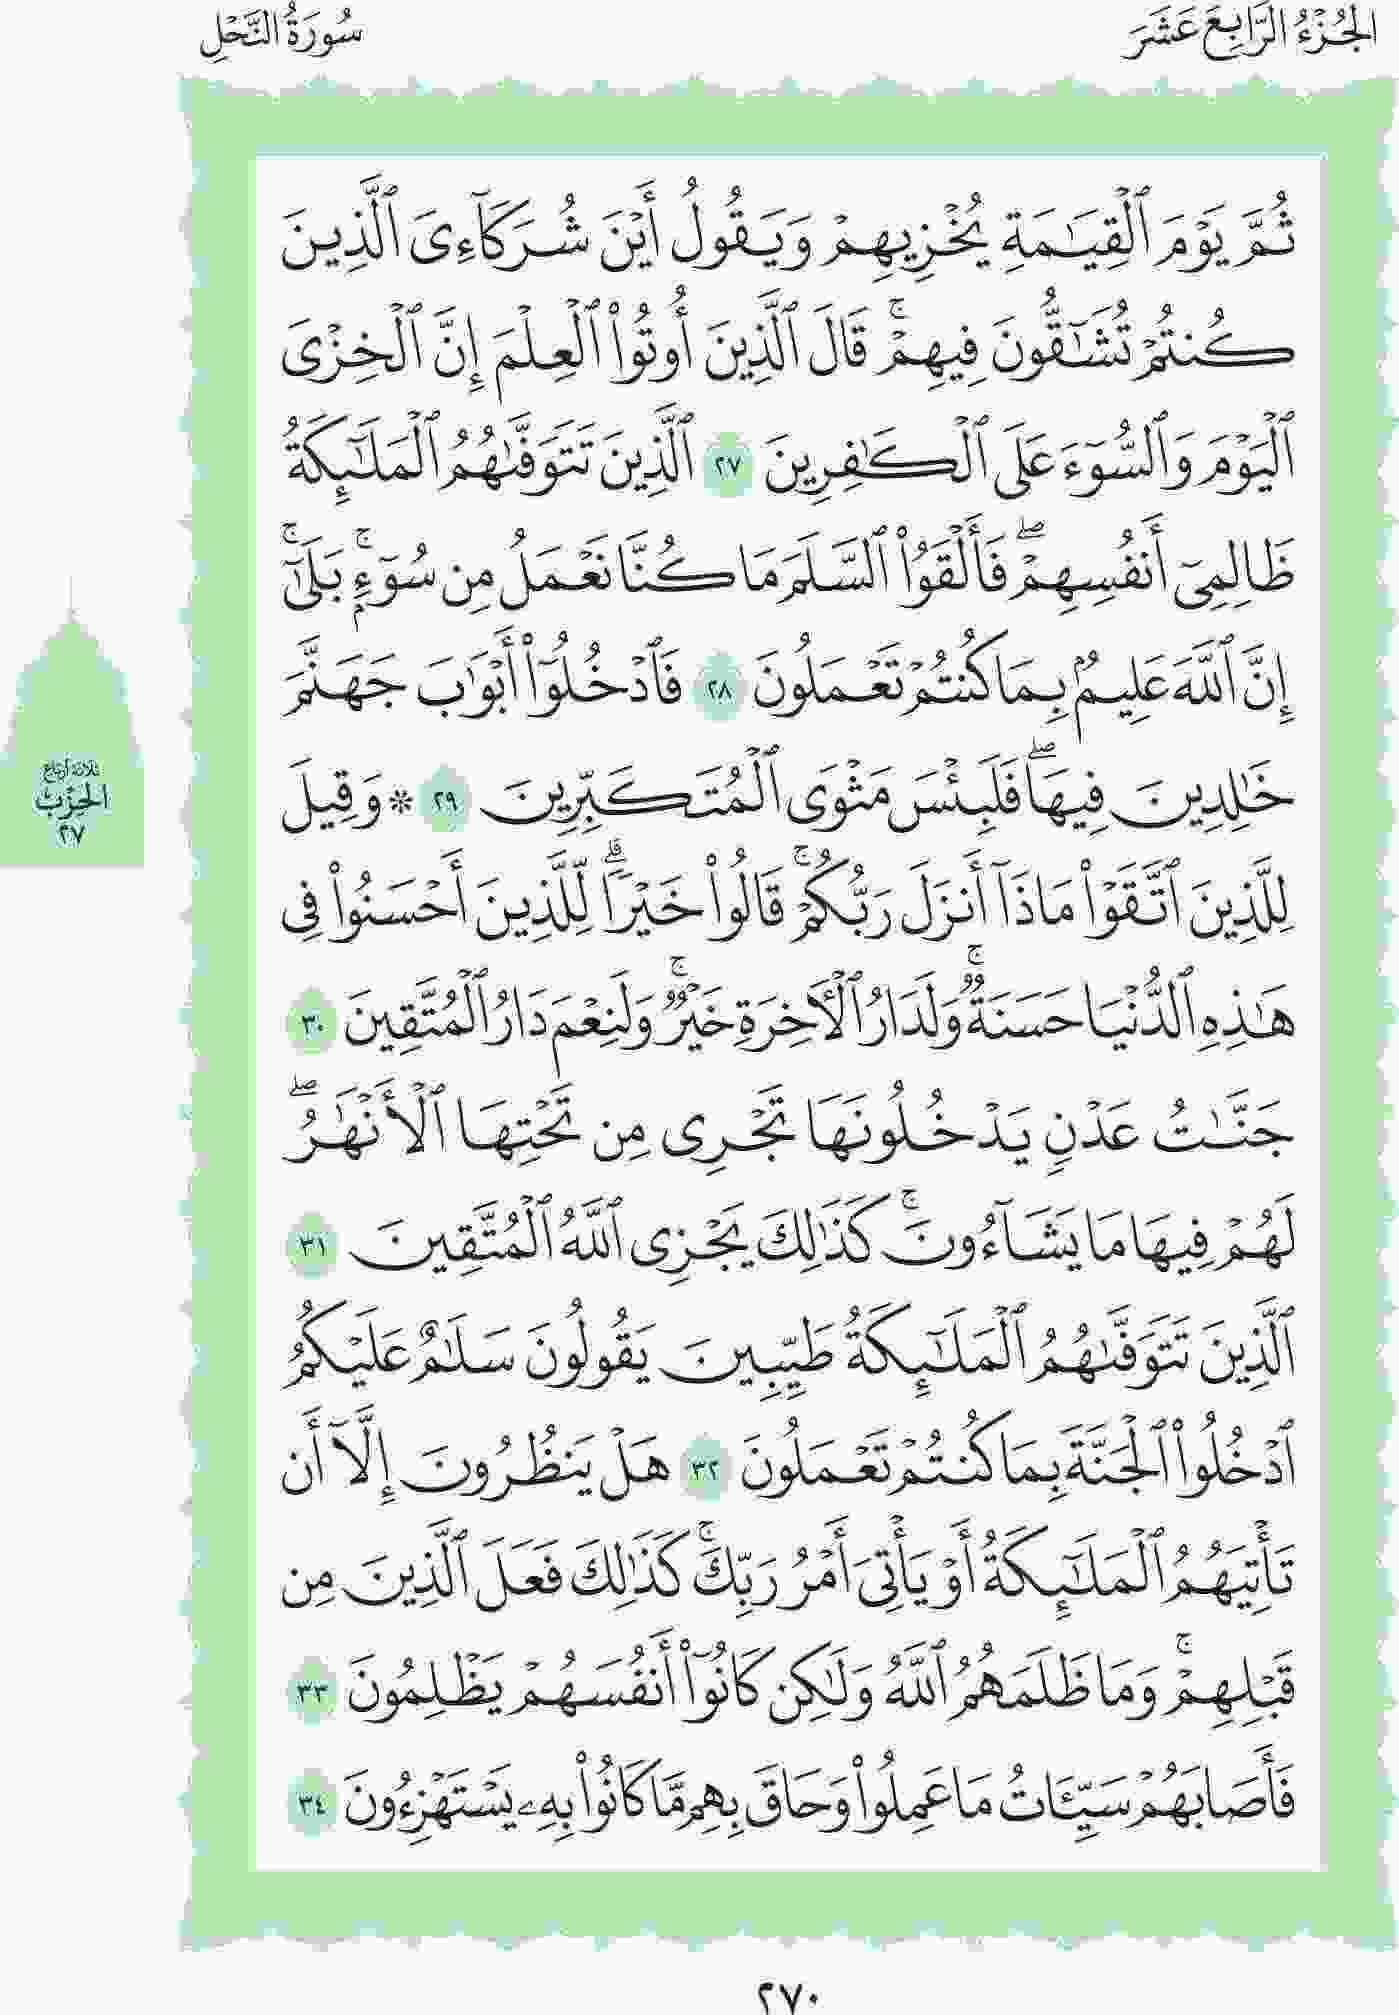 الجُزْءُ الرَّابِعَ عَشَرَ
سُورَةُ النَّحْلِ
ثُمَّ يَوْمَ ٱلْقِيَـٰمَةِ يُخْزِيهِمْ وَيَقُولُ أَيْنَ شُرَكَآءِىَ ٱلَّذِينَ
كُنتُمْ تُشَـٰٓقُّونَ فِيهِمْ ۚ قَالَ ٱلَّذِينَ أُوتُوا۟ ٱلْعِلْمَ إِنَّ ٱلْخِزْىَ
ٱلْيَوْمَ وَٱلسُّوٓءَ عَلَى ٱلْكَـٰفِرِينَ ٢٧ ٱلَّذِينَ تَتَوَفَّىٰهُمُ ٱلْمَلَـٰٓئِكَةُ
ظَالِمِىٓ أَنفُسِهِمْ ۖ فَأَلْقَوُا۟ ٱلسَّلَمَ مَا كُنَّا نَعْمَلُ مِن سُوٓءٍۭ ۚ بَلَىٰٓ ۚ
إِنَّ ٱللَّهَ عَلِيمٌۢ بِمَا كُنتُمْ تَعْمَلُونَ ٢٨ فَٱدْخُلُوٓا۟ أَبْوَٰبَ جَهَنَّمَ
خَـٰلِدِينَ فِيهَا ۖ فَلَبِئْسَ مَثْوَى ٱلْمُتَكَبِّرِينَ ٢٩ * وَقِيلَ
لِلَّذِينَ ٱتَّقَوْا۟ مَاذَآ أَنزَلَ رَبُّكُمْ ۚ قَالُوا۟ خَيْرًا ۗ لِّلَّذِينَ أَحْسَنُوا۟ فِى
هَـٰذِهِ ٱلدُّنْيَا حَسَنَةٌ ۚ وَلَدَارُ ٱلْـَٔاخِرَةِ خَيْرٌ ۚ وَلَنِعْمَ دَارُ ٱلْمُتَّقِينَ ٣٠
جَنَّـٰتُ عَدْنٍ يَدْخُلُونَهَا تَجْرِى مِن تَحْتِهَا ٱلْأَنْهَـٰرُ ۖ
لَهُمْ فِيهَا مَا يَشَآءُونَ ۚ كَذَٰلِكَ يَجْزِى ٱللَّهُ ٱلْمُتَّقِينَ ٣١
ٱلَّذِينَ تَتَوَفَّىٰهُمُ ٱلْمَلَـٰٓئِكَةُ طَيِّبِينَ يَقُولُونَ سَلَـٰمٌ عَلَيْكُمُ
ٱدْخُلُوا۟ ٱلْجَنَّةَ بِمَا كُنتُمْ تَعْمَلُونَ ٣٢ هَلْ يَنظُرُونَ إِلَّآ أَن
تَأْتِيَهُمُ ٱلْمَلَـٰٓئِكَةُ أَوْ يَأْتِىَ أَمْرُ رَبِّكَ ۚ كَذَٰلِكَ فَعَلَ ٱلَّذِينَ مِن
قَبْلِهِمْ ۚ وَمَا ظَلَمَهُمُ ٱللَّهُ وَلَـٰكِن كَانُوٓا۟ أَنفُسَهُمْ يَظْلِمُونَ ٣٣
فَأَصَابَهُمْ سَيِّـَٔاتُ مَا عَمِلُوا۟ وَحَاقَ بِهِم مَّا كَانُوا۟ بِهِۦ يَسْتَهْزِءُونَ ٣٤
ثلاثة أرباع
الحِزْب
٢٧
٢٧٠